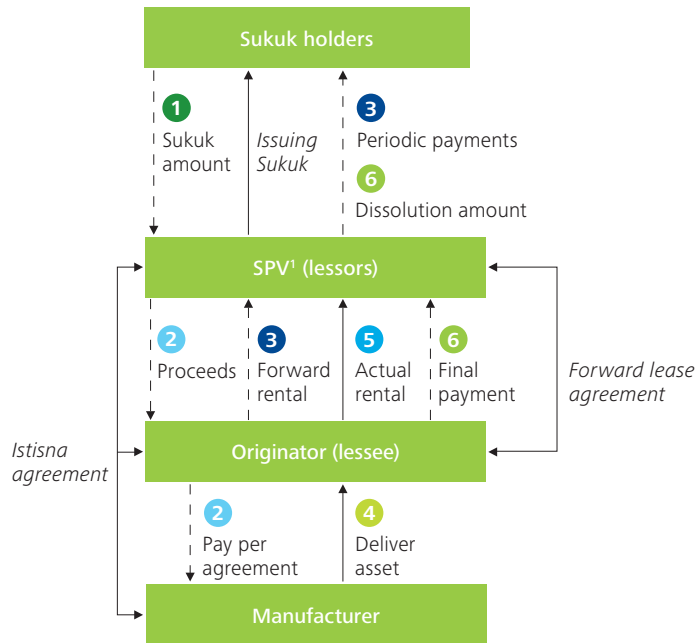 Sukuk holders
1
Sukuk
amount
Issuing
Sukuk
3
Periodic payments
6
Dissolution amount
SPV¹ (lessors)
2
Proceeds
3
Forward
rental
5
Actual
rental
6
Final
payment
Forward lease
agreement
Istisna
agreement
Originator (lessee)
2
Pay per
agreement
4
Deliver
asset
Manufacturer